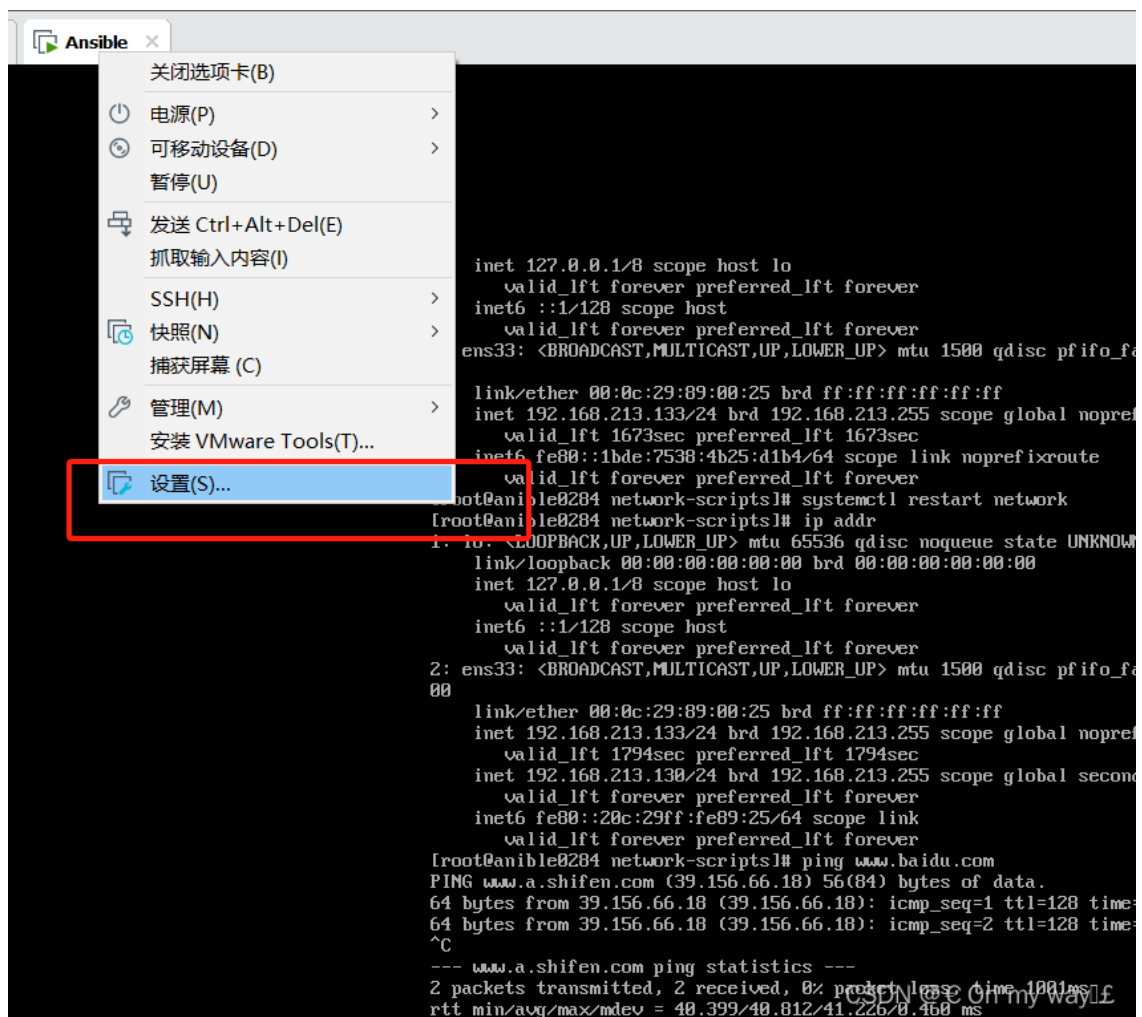 Ansible
关闭选项卡(B)
电源(P)
可移动设备(D)
暂停(U)
发送 Ctrl+Alt+Del(E)
抓取输入内容(I)
SSH(H)
快照(N)
捕获屏幕 (C)
管理(M)
安装 VMware Tools(T)...
设置(S)...
inet 127.0.0.1/8 scope host lo
valid_lft forever preferred_lft forever
inet6 ::1/128 scope host
valid_lft forever preferred_lft forever
ens33: <BROADCAST,MULTICAST,UP,LOWER_UP> mtu 1500 qdisc pfifo_fa
link/ether 00:0c:29:89:00:25 brd ff:ff:ff:ff:ff:ff
inet 192.168.213.133/24 brd 192.168.213.255 scope global nopref
valid_lft 1673sec preferred_lft 1673sec
inet6 fe80::1bde:7538:4b25:d1b4/64 scope link noprefixroute
valid_lft forever preferred_lft forever
[root@anible0284 network-scripts]# systemctl restart network
[root@anible0284 network-scripts]# ip addr
1: lo: <LOOPBACK,UP,LOWER_UP> mtu 65536 qdisc noqueue state UNKNOWN
link/loopback 00:00:00:00:00:00 brd 00:00:00:00:00:00
inet 127.0.0.1/8 scope host lo
valid_lft forever preferred_lft forever
inet6 ::1/128 scope host
valid_lft forever preferred_lft forever
2: ens33: <BROADCAST,MULTICAST,UP,LOWER_UP> mtu 1500 qdisc pfifo_fa
00
link/ether 00:0c:29:89:00:25 brd ff:ff:ff:ff:ff:ff
inet 192.168.213.133/24 brd 192.168.213.255 scope global nopref
valid_lft 1794sec preferred_lft 1794sec
inet 192.168.213.130/24 brd 192.168.213.255 scope global second
valid_lft forever preferred_lft forever
inet6 fe80::20c:29ff:fe89:25/64 scope link
valid_lft forever preferred_lft forever
[root@anible0284 network-scripts]# ping www.baidu.com
PING www.a.shifen.com (39.156.66.18) 56(84) bytes of data.
64 bytes from 39.156.66.18 (39.156.66.18): icmp_seq=1 ttl=128 time=
64 bytes from 39.156.66.18 (39.156.66.18): icmp_seq=2 ttl=128 time=
^C
--- www.a.shifen.com ping statistics ---
2 packets transmitted, 2 received, 0% packet loss, time 1001ms
rtt min/avg/max/mdev = 40.399/40.812/41.226/0.460 ms